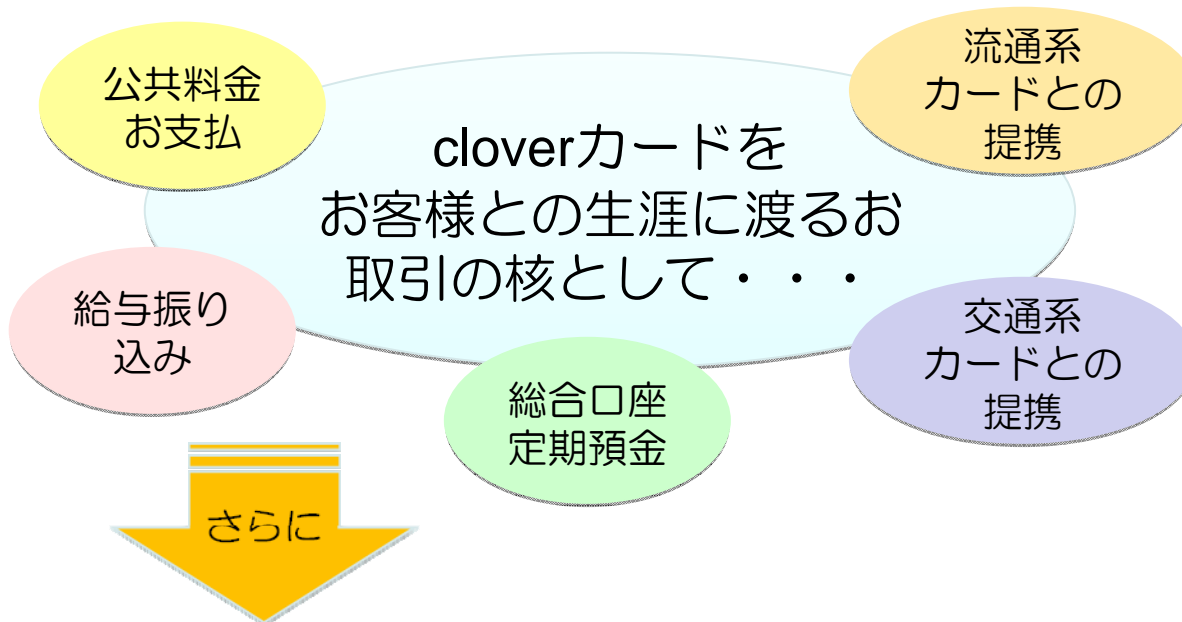 公共料金
お支払
流通系
カードとの
提携
cloverカードを
お客様との生涯に渡るお
取引の核として・・・
給与振り
込み
交通系
カードとの
提携
総合口座
定期預金
さらに